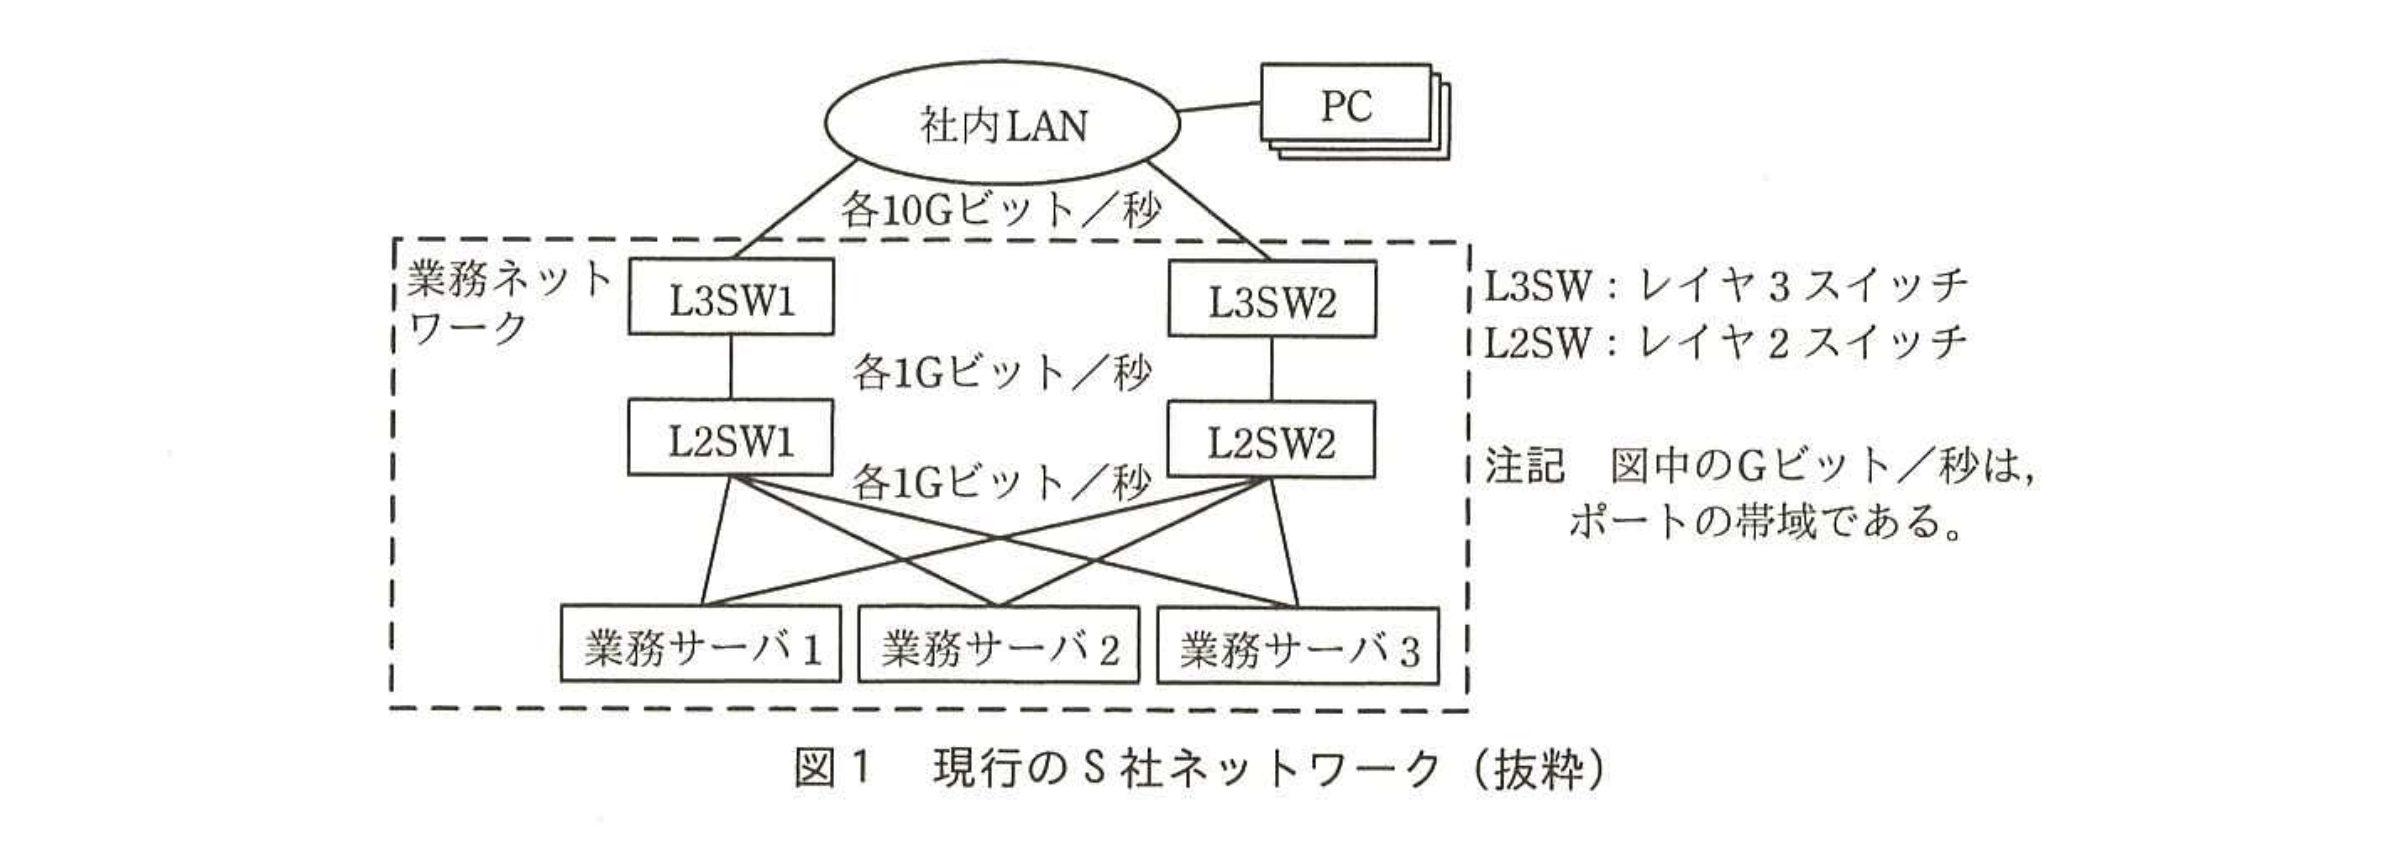 社内LAN
PC
各10Gビット／秒
業務ネット
ワーク
L3SW1
L3SW2
L3SW：レイヤ3スイッチ
L2SW：レイヤ2スイッチ
各1Gビット／秒
L2SW1
L2SW2
各1Gビット／秒
注記　図中のGビット／秒は，
ポートの帯域である。
業務サーバ1
業務サーバ2
業務サーバ3
図1　現行のS社ネットワーク（抜粋）